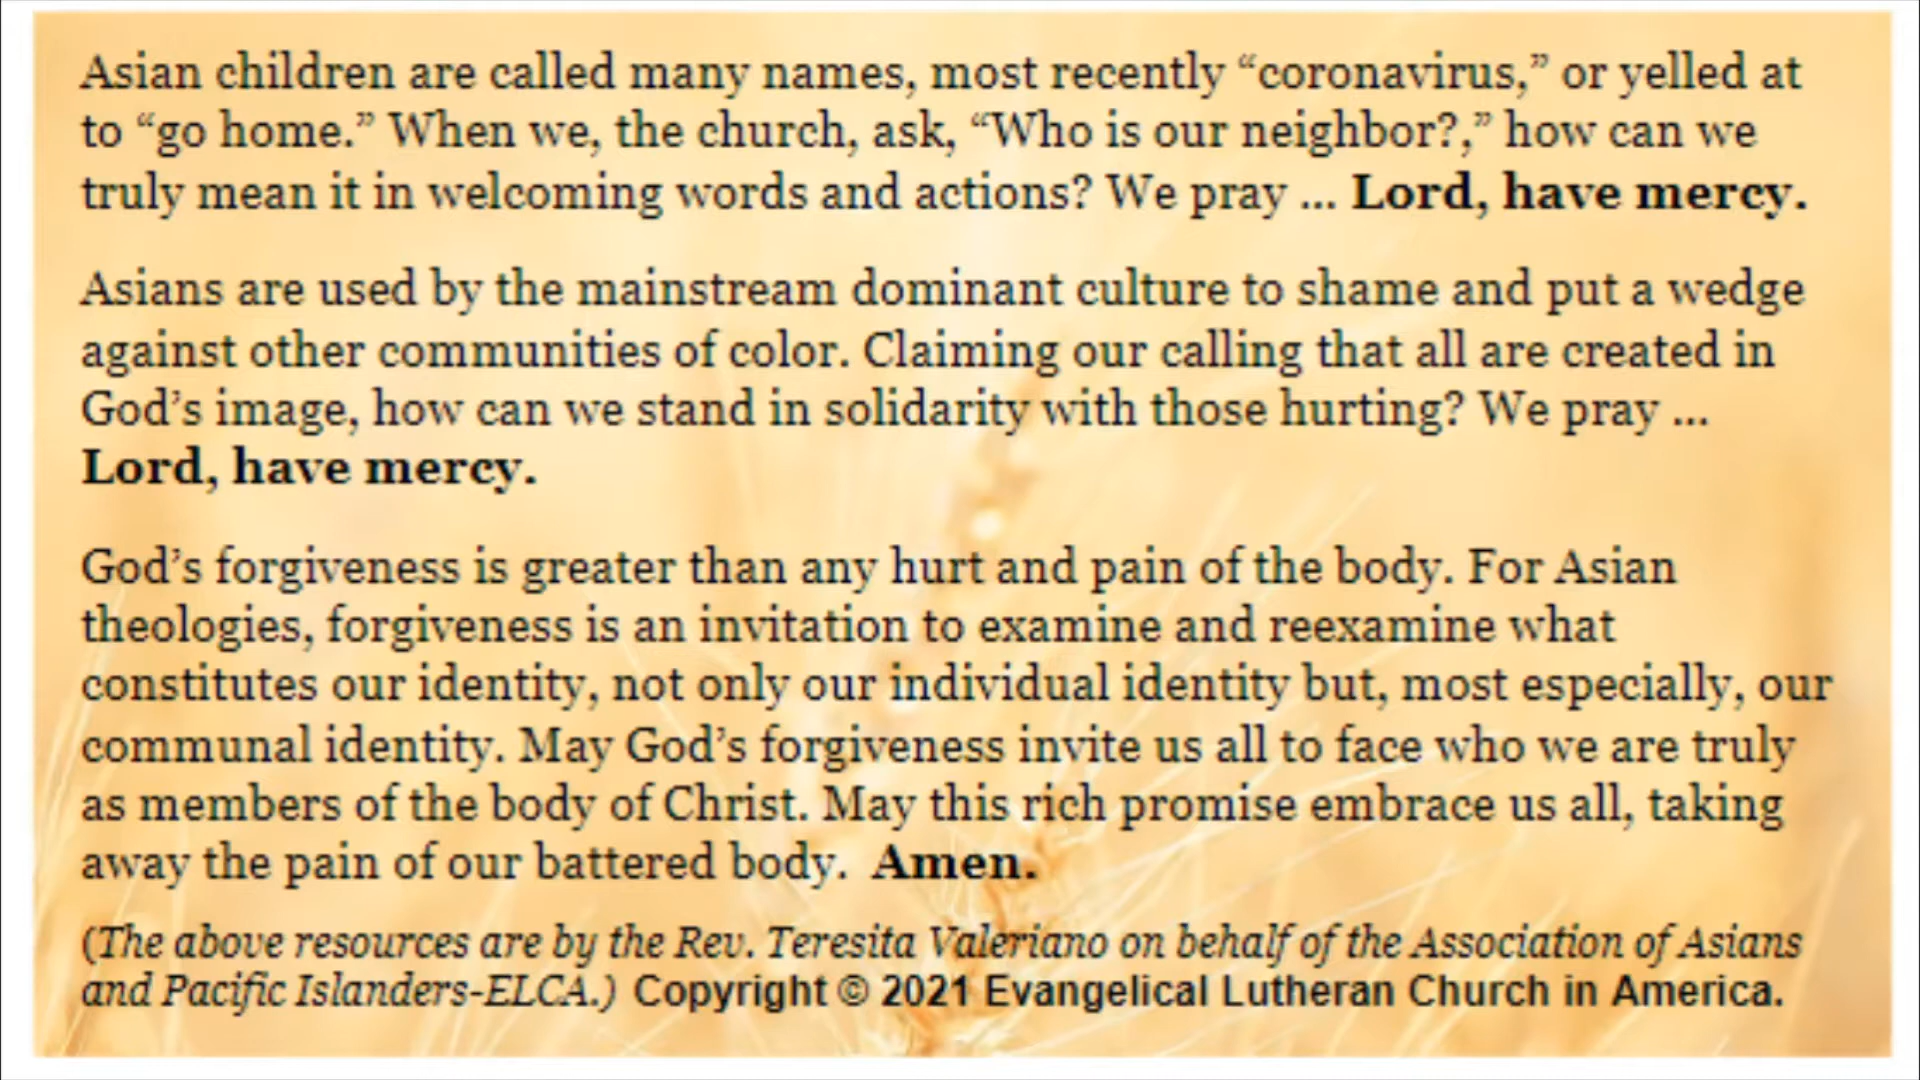 Asian children are called many names, most recently “coronavirus,” or yelled at
to “go home.” When we, the church, ask, “Who is our neighbor?,” how can we
truly mean it in welcoming words and actions? We pray ... Lord, have mercy.
Asians are used by the mainstream dominant culture to shame and put a wedge
against other communities of color. Claiming our calling that all are created in
God’s image, how can we stand in solidarity with those hurting? We pray ...
Lord, have mercy.
God’s forgiveness is greater than any hurt and pain of the body. For Asian
theologies, forgiveness is an invitation to examine and reexamine what
constitutes our identity, not only our individual identity but, most especially, our
communal identity. May God’s forgiveness invite us all to face who we are truly
as members of the body of Christ. May this rich promise embrace us all, taking
away the pain of our battered body. Amen.
(The above resources are by the Rev. Teresita Valeriano on behalf of the Association of Asians
and Pacific Islanders-ELCA.) Copyright © 2021 Evangelical Lutheran Church in America.